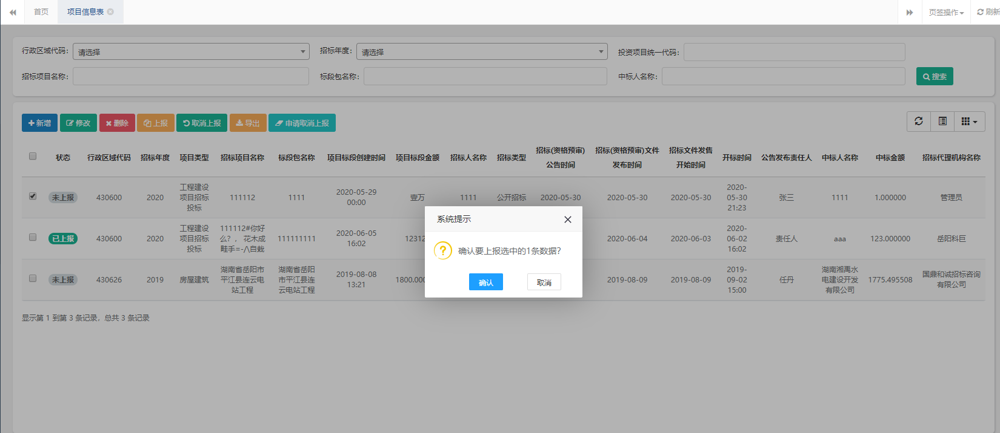 首页
项目信息表
页签操作
刷新
行政区域代码：
请选择
招标年度：
请选择
投资项目统一代码：
招标项目名称：
标段包名称：
中标人名称：
搜索
新增
修改
删除
上报
取消上报
导出
申请取消上报
状态
行政区域代码
招标年度
项目类型
招标项目名称
标段包名称
项目标段创建时间
项目标段金额
招标人名称
招标类型
招标(资格预审)
公告时间
招标(资格预审)文件
发布时间
招标文件发售
开始时间
开标时间
公告发布责任人
中标人名称
中标金额
招标代理机构名称
未上报
430600
2020
工程建设
项目招标
投标
111112
1111
2020-05-29
00:00
壹万
1111
公开招标
2020-05-30
2020-05-30
2020-05-30
2020-
05-30
21:23
张三
1111
1.000000
管理员
已上报
430600
2020
工程建设
项目招标
投标
111112#你好
么？，花木成
畦手=-/\自栽
111111111
2020-06-05
16:02
12312
2020-06-04
2020-06-03
2020-
06-02
16:02
责任人
aaa
123.000000
岳阳科巨
未上报
430626
2019
房屋建筑
湖南省岳阳市
平江县连云电
站工程
湖南省岳阳
市平江县连
云电站工程
2019-08-08
13:21
1800.000
2019-08-09
2019-08-09
2019-
09-02
15:00
任丹
湖南湘禹水
电建设开发
有限公司
1775.495508
国鼎和诚招标咨询
有限公司
显示第 1 到第 3 条记录，总共 3 条记录
系统提示
确认要上报选中的1条数据?
确认
取消